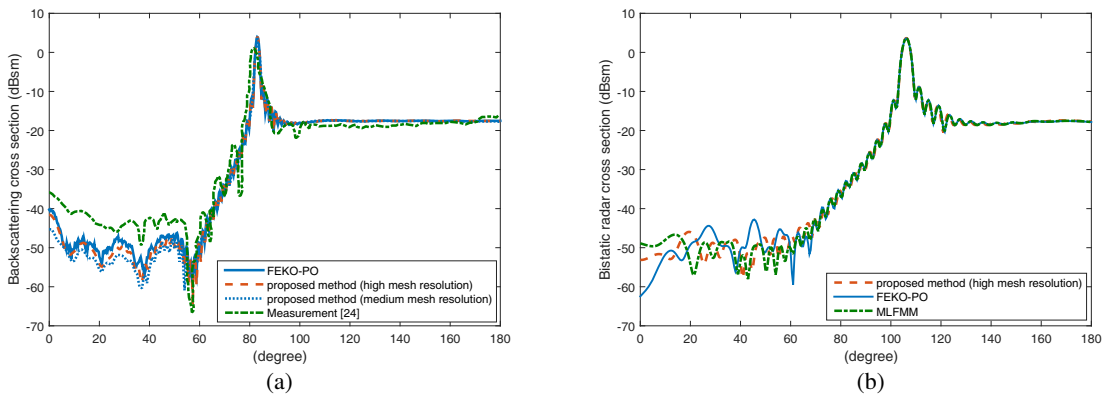 10
0
-10
-20
-30
-40
-50
-60
-70
Backscattering cross section (dBsm)
FEKO-PO
proposed method (high mesh resolution)
proposed method (medium mesh resolution)
Measurement [24]
0 20 40 60 80 100 120 140 160 180
(degree)
(a)
10
0
-10
-20
-30
-40
-50
-60
-70
Bistatic radar cross section (dBsm)
proposed method (high mesh resolution)
FEKO-PO
MLFMM
0 20 40 60 80 100 120 140 160 180
(degree)
(b)